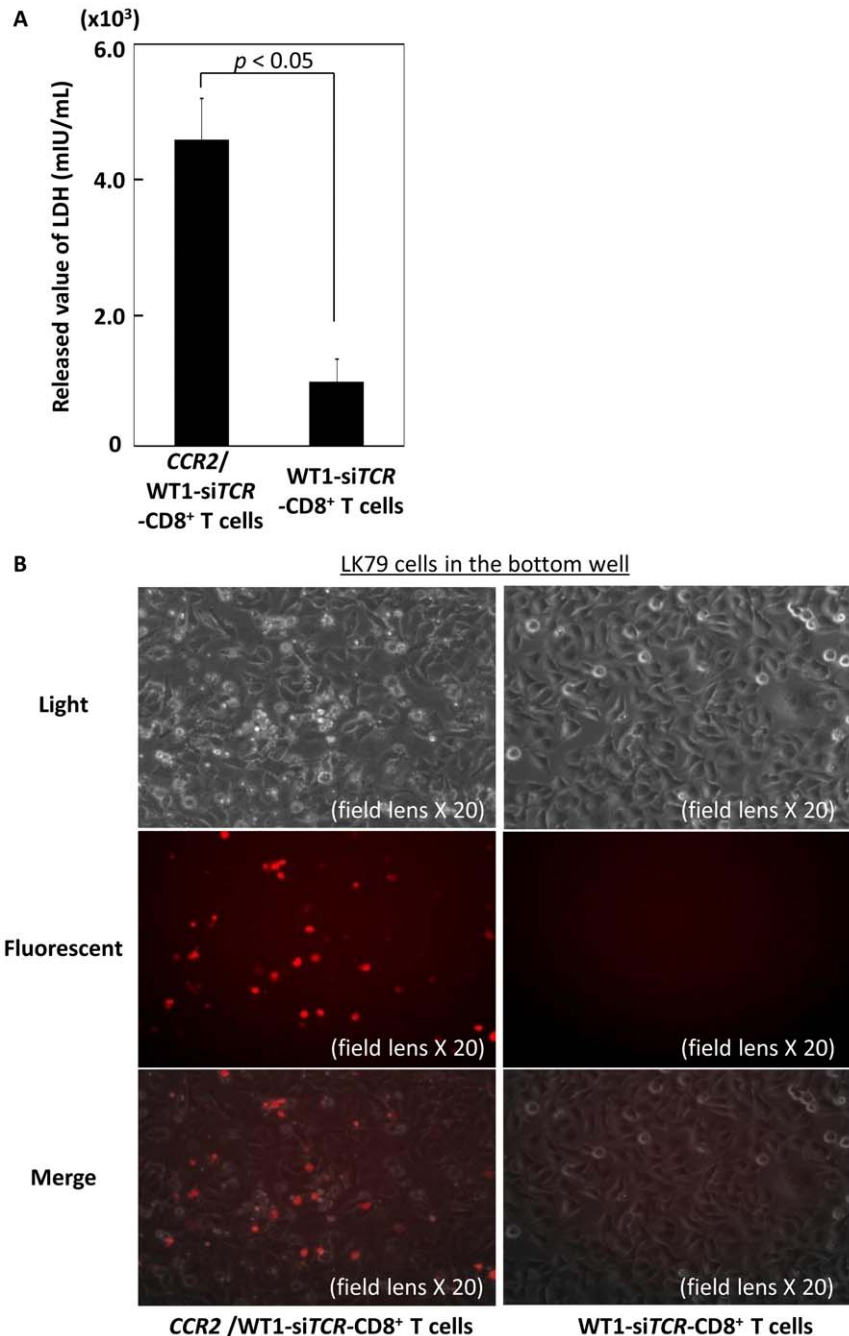 A
(x10³)
6.0
p < 0.05
4.0
2.0
0
Released value of LDH (mIU/mL)
CCR2/
WT1-siTCR
-CD8⁺ T cells
WT1-siTCR
-CD8⁺ T cells
B
LK79 cells in the bottom well
Light
(field lens X 20)
(field lens X 20)
Fluorescent
(field lens X 20)
(field lens X 20)
Merge
(field lens X 20)
(field lens X 20)
CCR2 /WT1-siTCR-CD8⁺ T cells
WT1-siTCR-CD8⁺ T cells